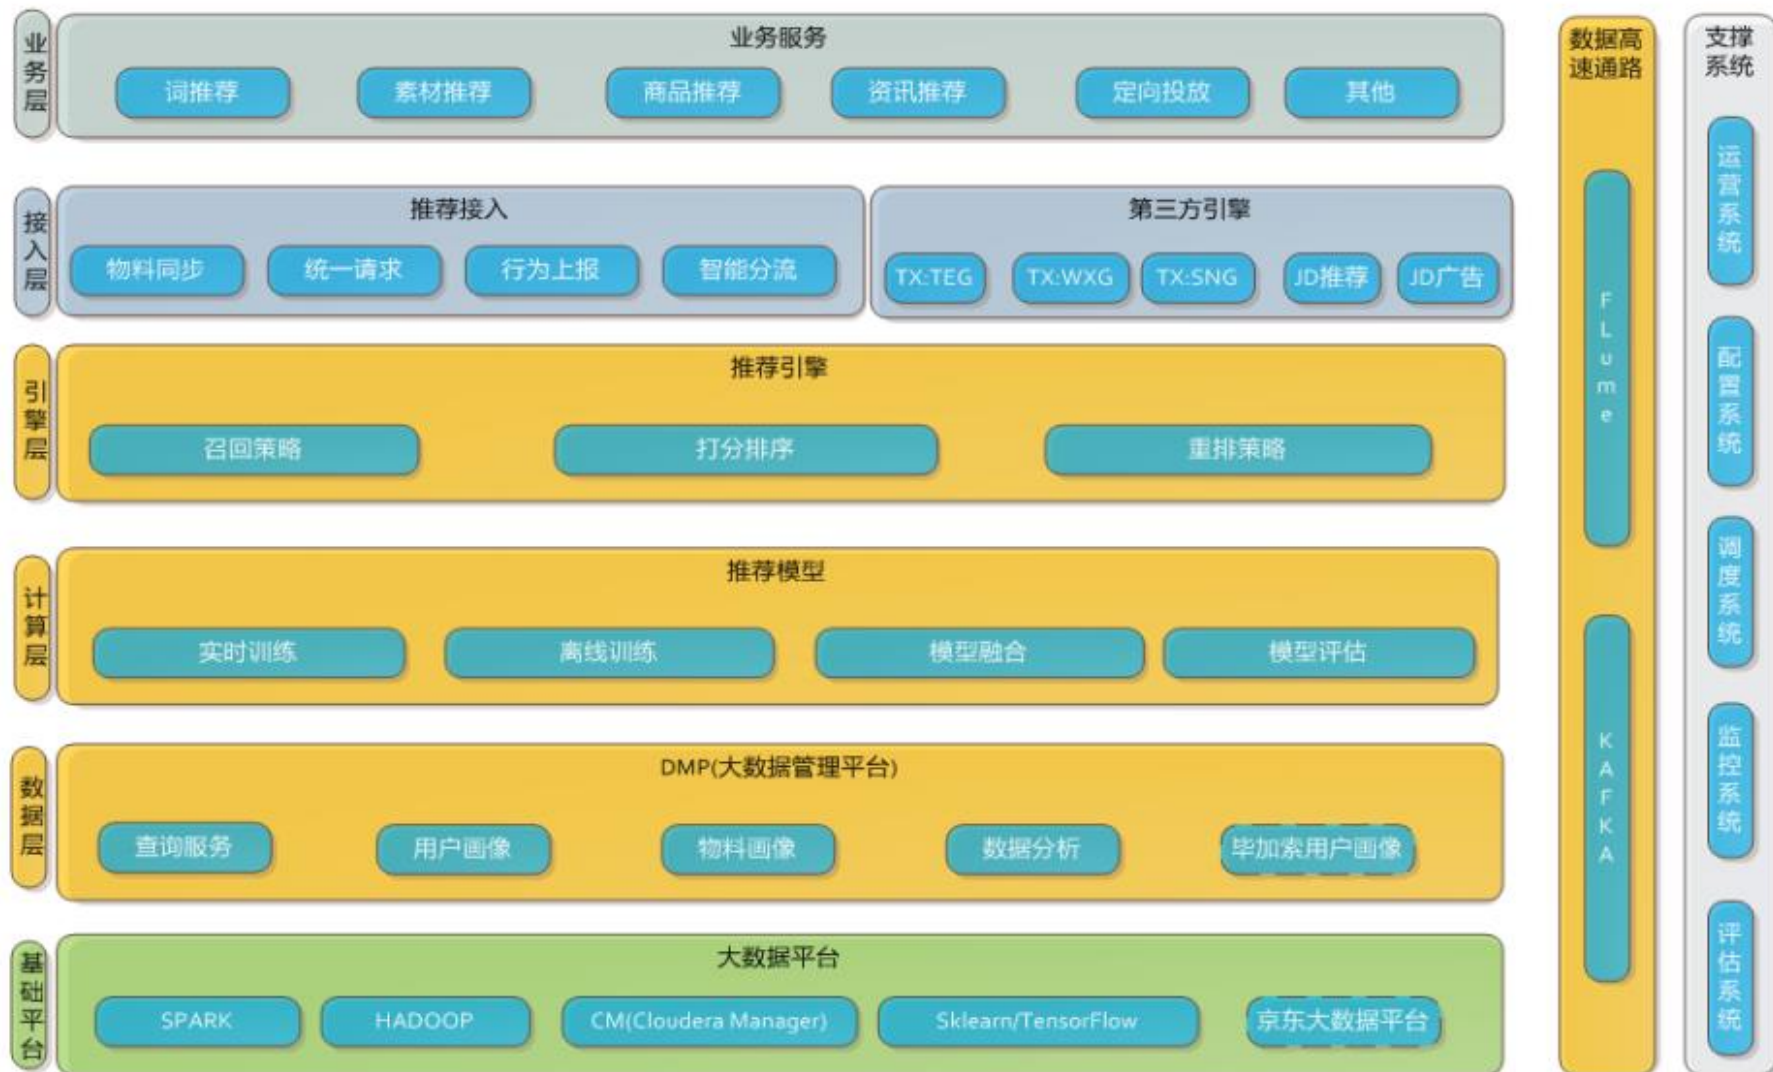 业务层
业务服务
词推荐
素材推荐
商品推荐
资讯推荐
定向投放
其他
接入层
推荐接入
物料同步
统一请求
行为上报
智能分流
第三方引擎
TX:TEG
TX:WXG
TX:SNG
JD推荐
JD广告
引擎层
推荐引擎
召回策略
打分排序
重排策略
计算层
推荐模型
实时训练
离线训练
模型融合
模型评估
数据层
DMP(大数据管理平台)
查询服务
用户画像
物料画像
数据分析
毕加索用户画像
基础平台
大数据平台
SPARK
HADOOP
CM(Cloudera Manager)
Sklearn/TensorFlow
京东大数据平台
数据高
速通路
FLume
KAFKA
支撑
系统
运营系统
配置系统
调度系统
监控系统
评估系统